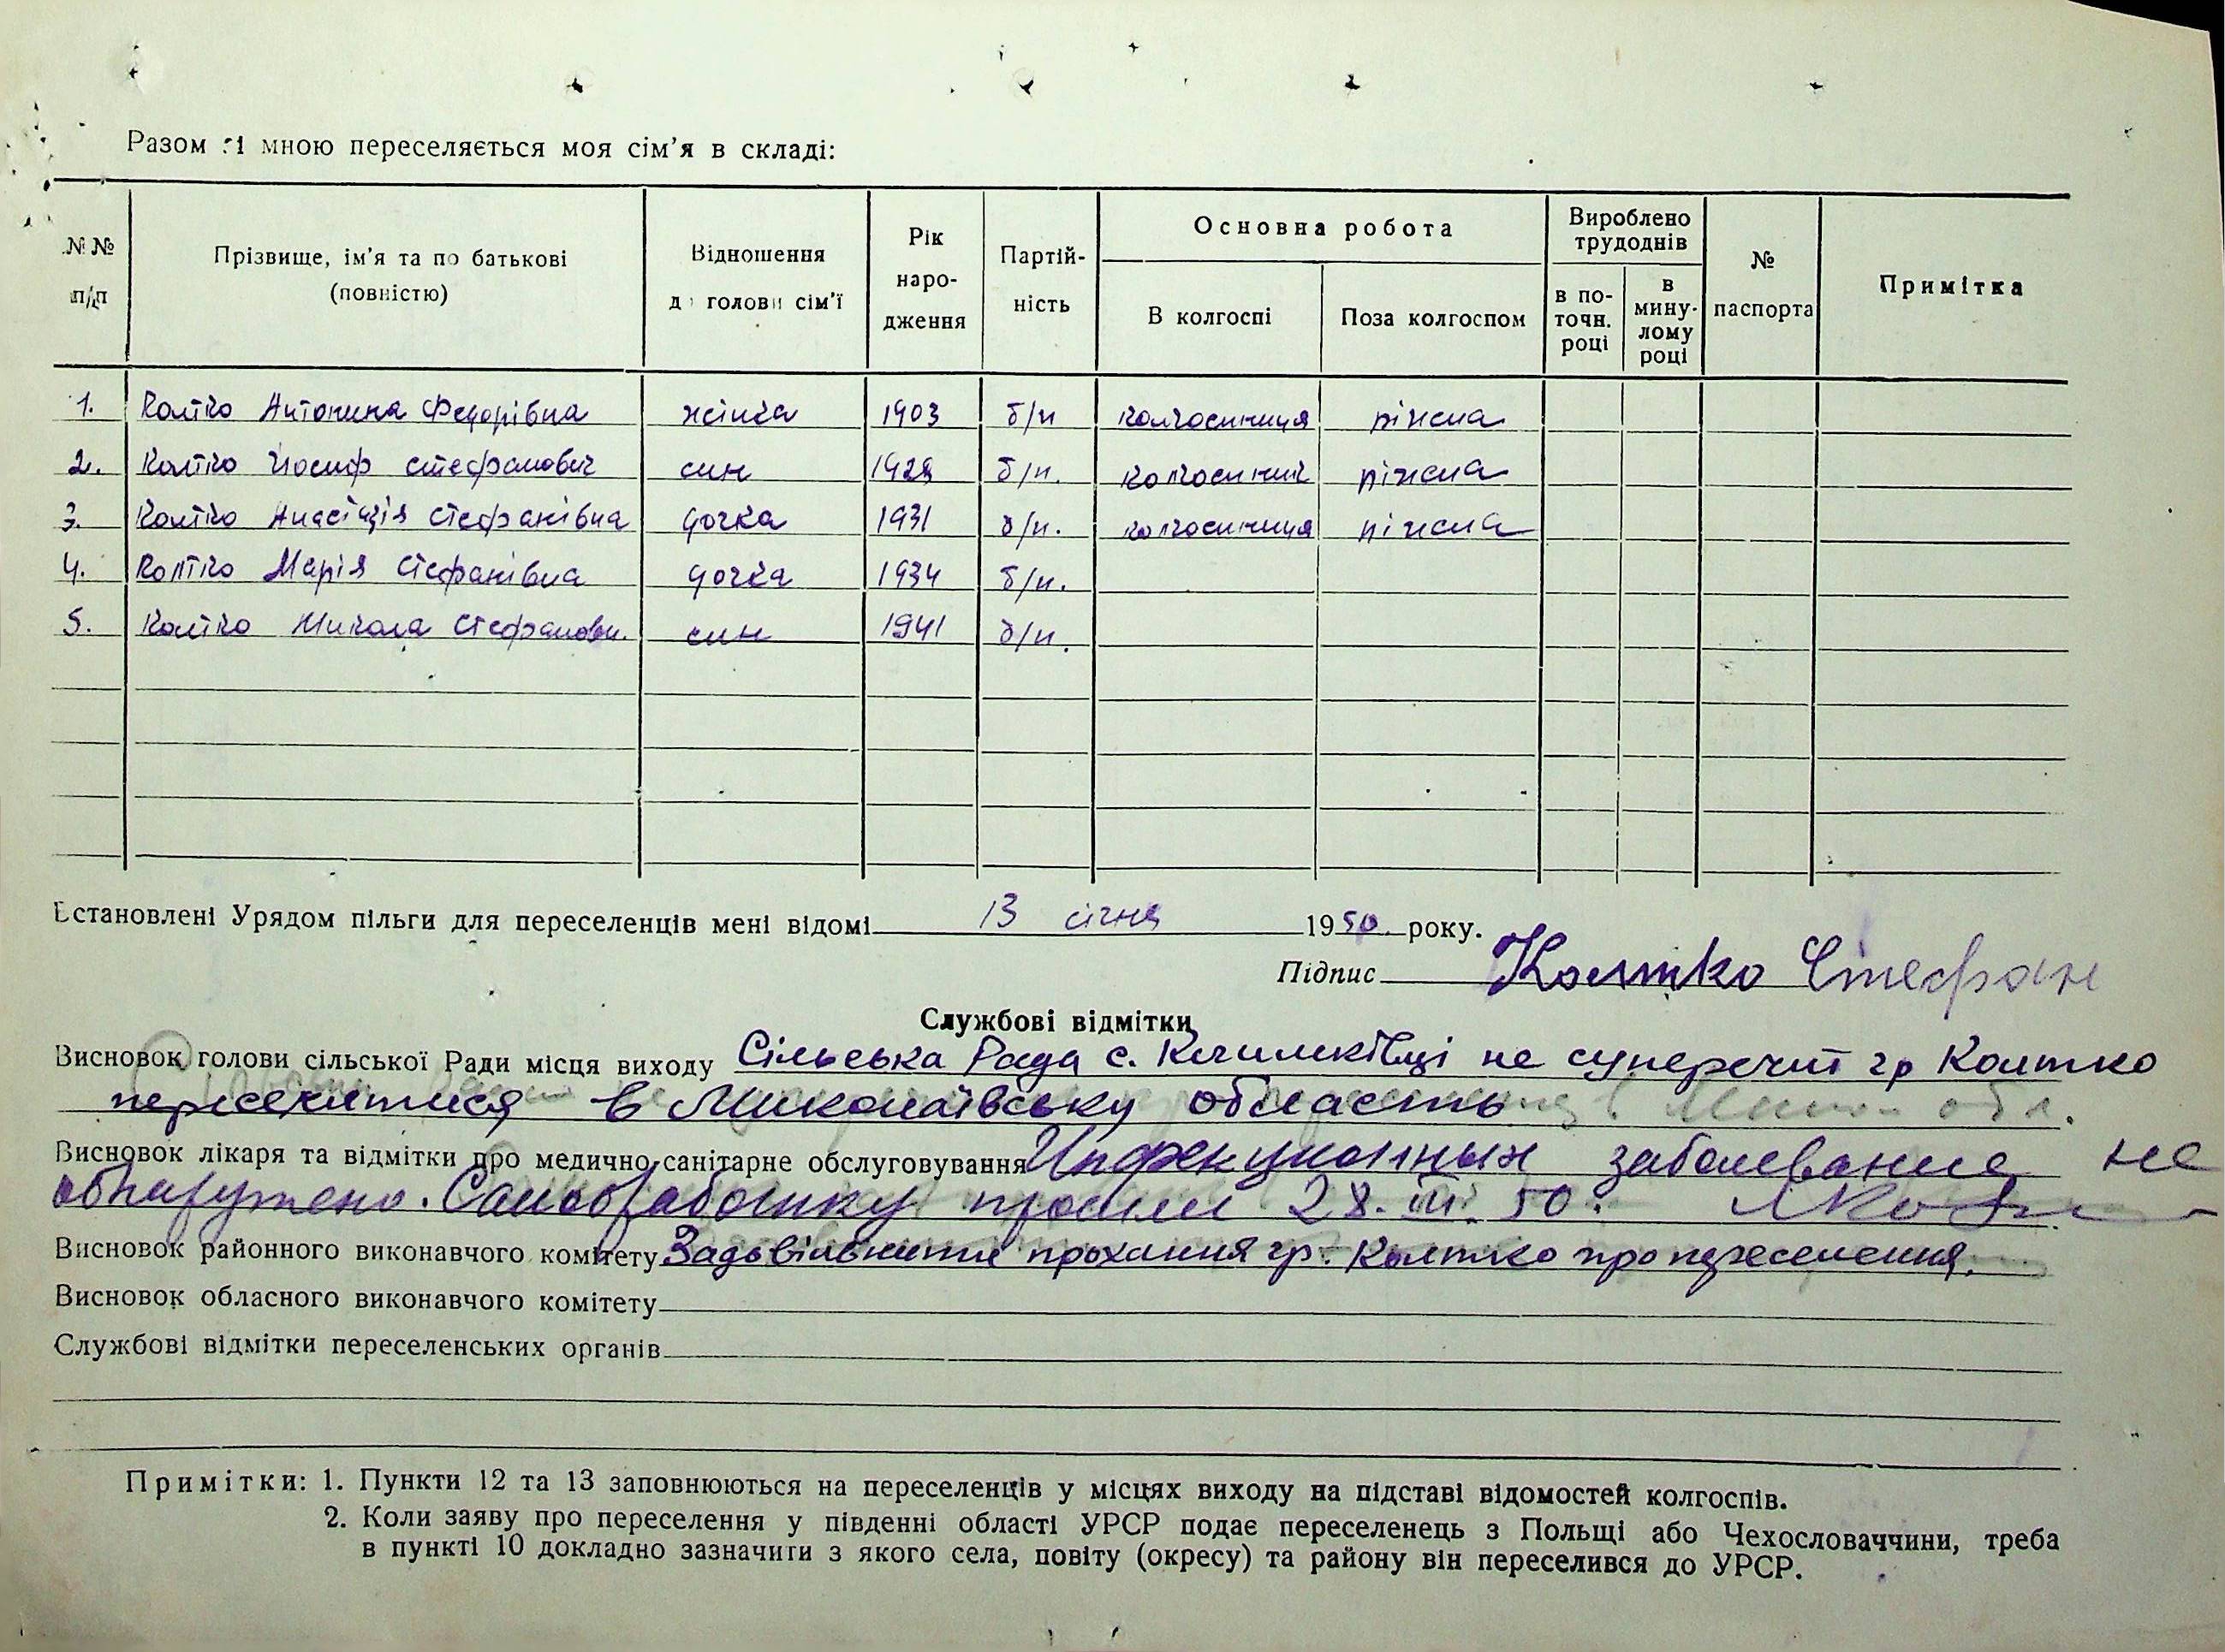 Разом зі мною переселяється моя сім'я в складі:
№№ п/п | Прізвище, ім'я та по батькові (повністю) | Відношення до голови сім'ї | Рік народження | Партійність | Основна робота | Вироблено трудоднів | № паспорта | Примітка
В колгоспі | Поза колгоспом | в поточн. році | в минулому році
1. Колтко Антонина Федорівна жінка 1903 б/п колгоспниця різна
2. Колтко Йосиф Стефанович син 1928 б/п. колгоспник різна
3. Колтко Анастазія Стефанівна дочка 1931 б/п. колгоспниця різна
4. Колтко Марія Стефанівна дочка 1934 б/п.
5. Колтко Микола Стефанович. син 1941 б/п.
Встановлені Урядом пільги для переселенців мені відомі 13 січня 1950 року.
Підпис Колтко Стефан
Службові відмітки
Висновок голови сільської Ради місця виходу Сільська Рада с. не суперечит гр Колтко
переселитися в Миколаївську область
Висновок лікаря та відмітки про медично-санітарне обслуговування Инфекционных заболевание не
обнаружено. Санобработку прошли 28. III. 50.
Висновок районного виконавчого комітету Задовільнити прохання гр. Колтко про переселення.
Висновок обласного виконавчого комітету
Службові відмітки переселенських органів
Примітки: 1. Пункти 12 та 13 заповнюються на переселенців у місцях виходу на підставі відомостей колгоспів.
2. Коли заяву про переселення у південні області УРСР подає переселенець з Польщі або Чехословаччини, треба
в пункті 10 докладно зазначити з якого села, повіту (окресу) та району він переселився до УРСР.